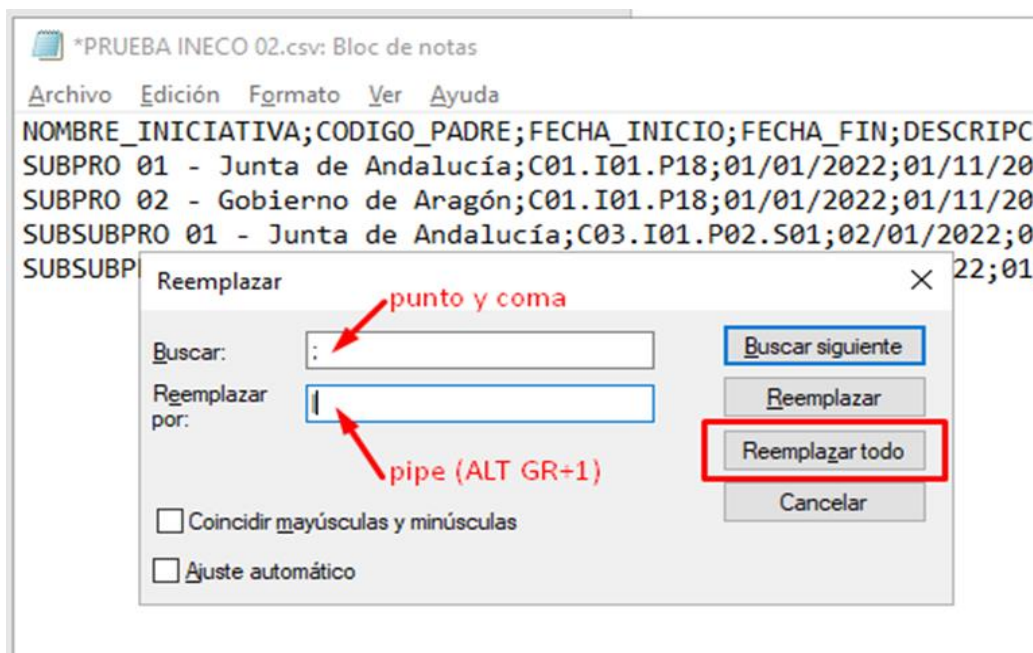 *PRUEBA INECO 02.csv: Bloc de notas
Archivo Edición Formato Ver Ayuda
NOMBRE_INICIATIVA;CODIGO_PADRE;FECHA_INICIO;FECHA_FIN;DESCRIPC
SUBPRO 01 - Junta de Andalucía;C01.I01.P18;01/01/2022;01/11/20
SUBPRO 02 - Gobierno de Aragón;C01.I01.P18;01/01/2022;01/11/20
SUBSUBPRO 01 - Junta de Andalucía;C03.I01.P02.S01;02/01/2022;0
SUBSUBP 22;01
Reemplazar
punto y coma
Buscar: ; Buscar siguiente
Reemplazar por: | Reemplazar
Reemplazar todo
pipe (ALT GR+1)
Cancelar
Coincidir mayúsculas y minúsculas
Ajuste automático